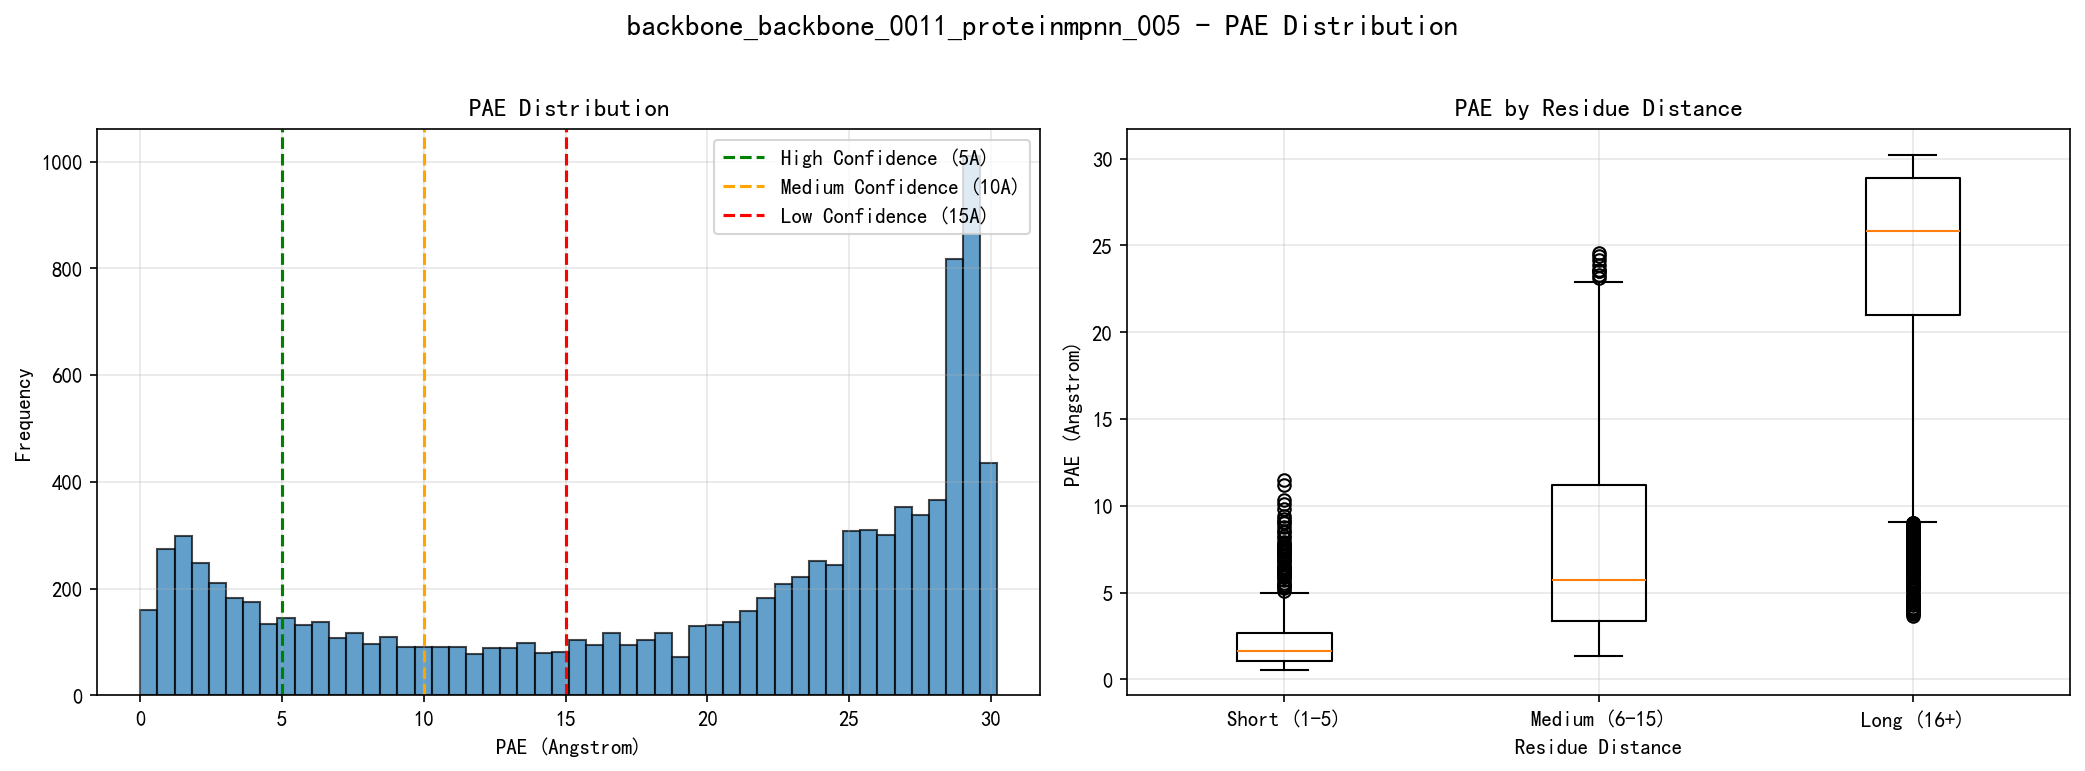 backbone_backbone_0011_proteinmpnn_005 - PAE Distribution
PAE Distribution
High Confidence (5A)
Medium Confidence (10A)
Low Confidence (15A)
Frequency
1000
800
600
400
200
0
0 5 10 15 20 25 30
PAE (Angstrom)
PAE by Residue Distance
PAE (Angstrom)
30
25
20
15
10
5
0
Short (1-5) Medium (6-15) Long (16+)
Residue Distance